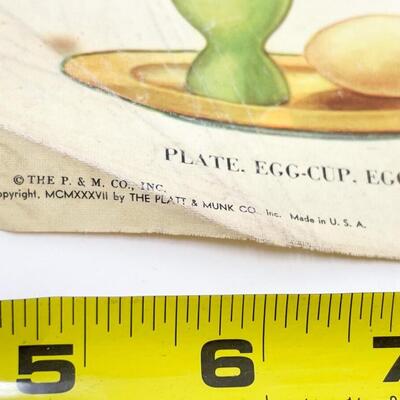 PLATE, EGG-CUP, EGG
© THE P. & M. CO., INC.
opyright, MCMXXXVII by THE PLATT & MUNK CO. Inc. Made in U. S. A.
5 6 7